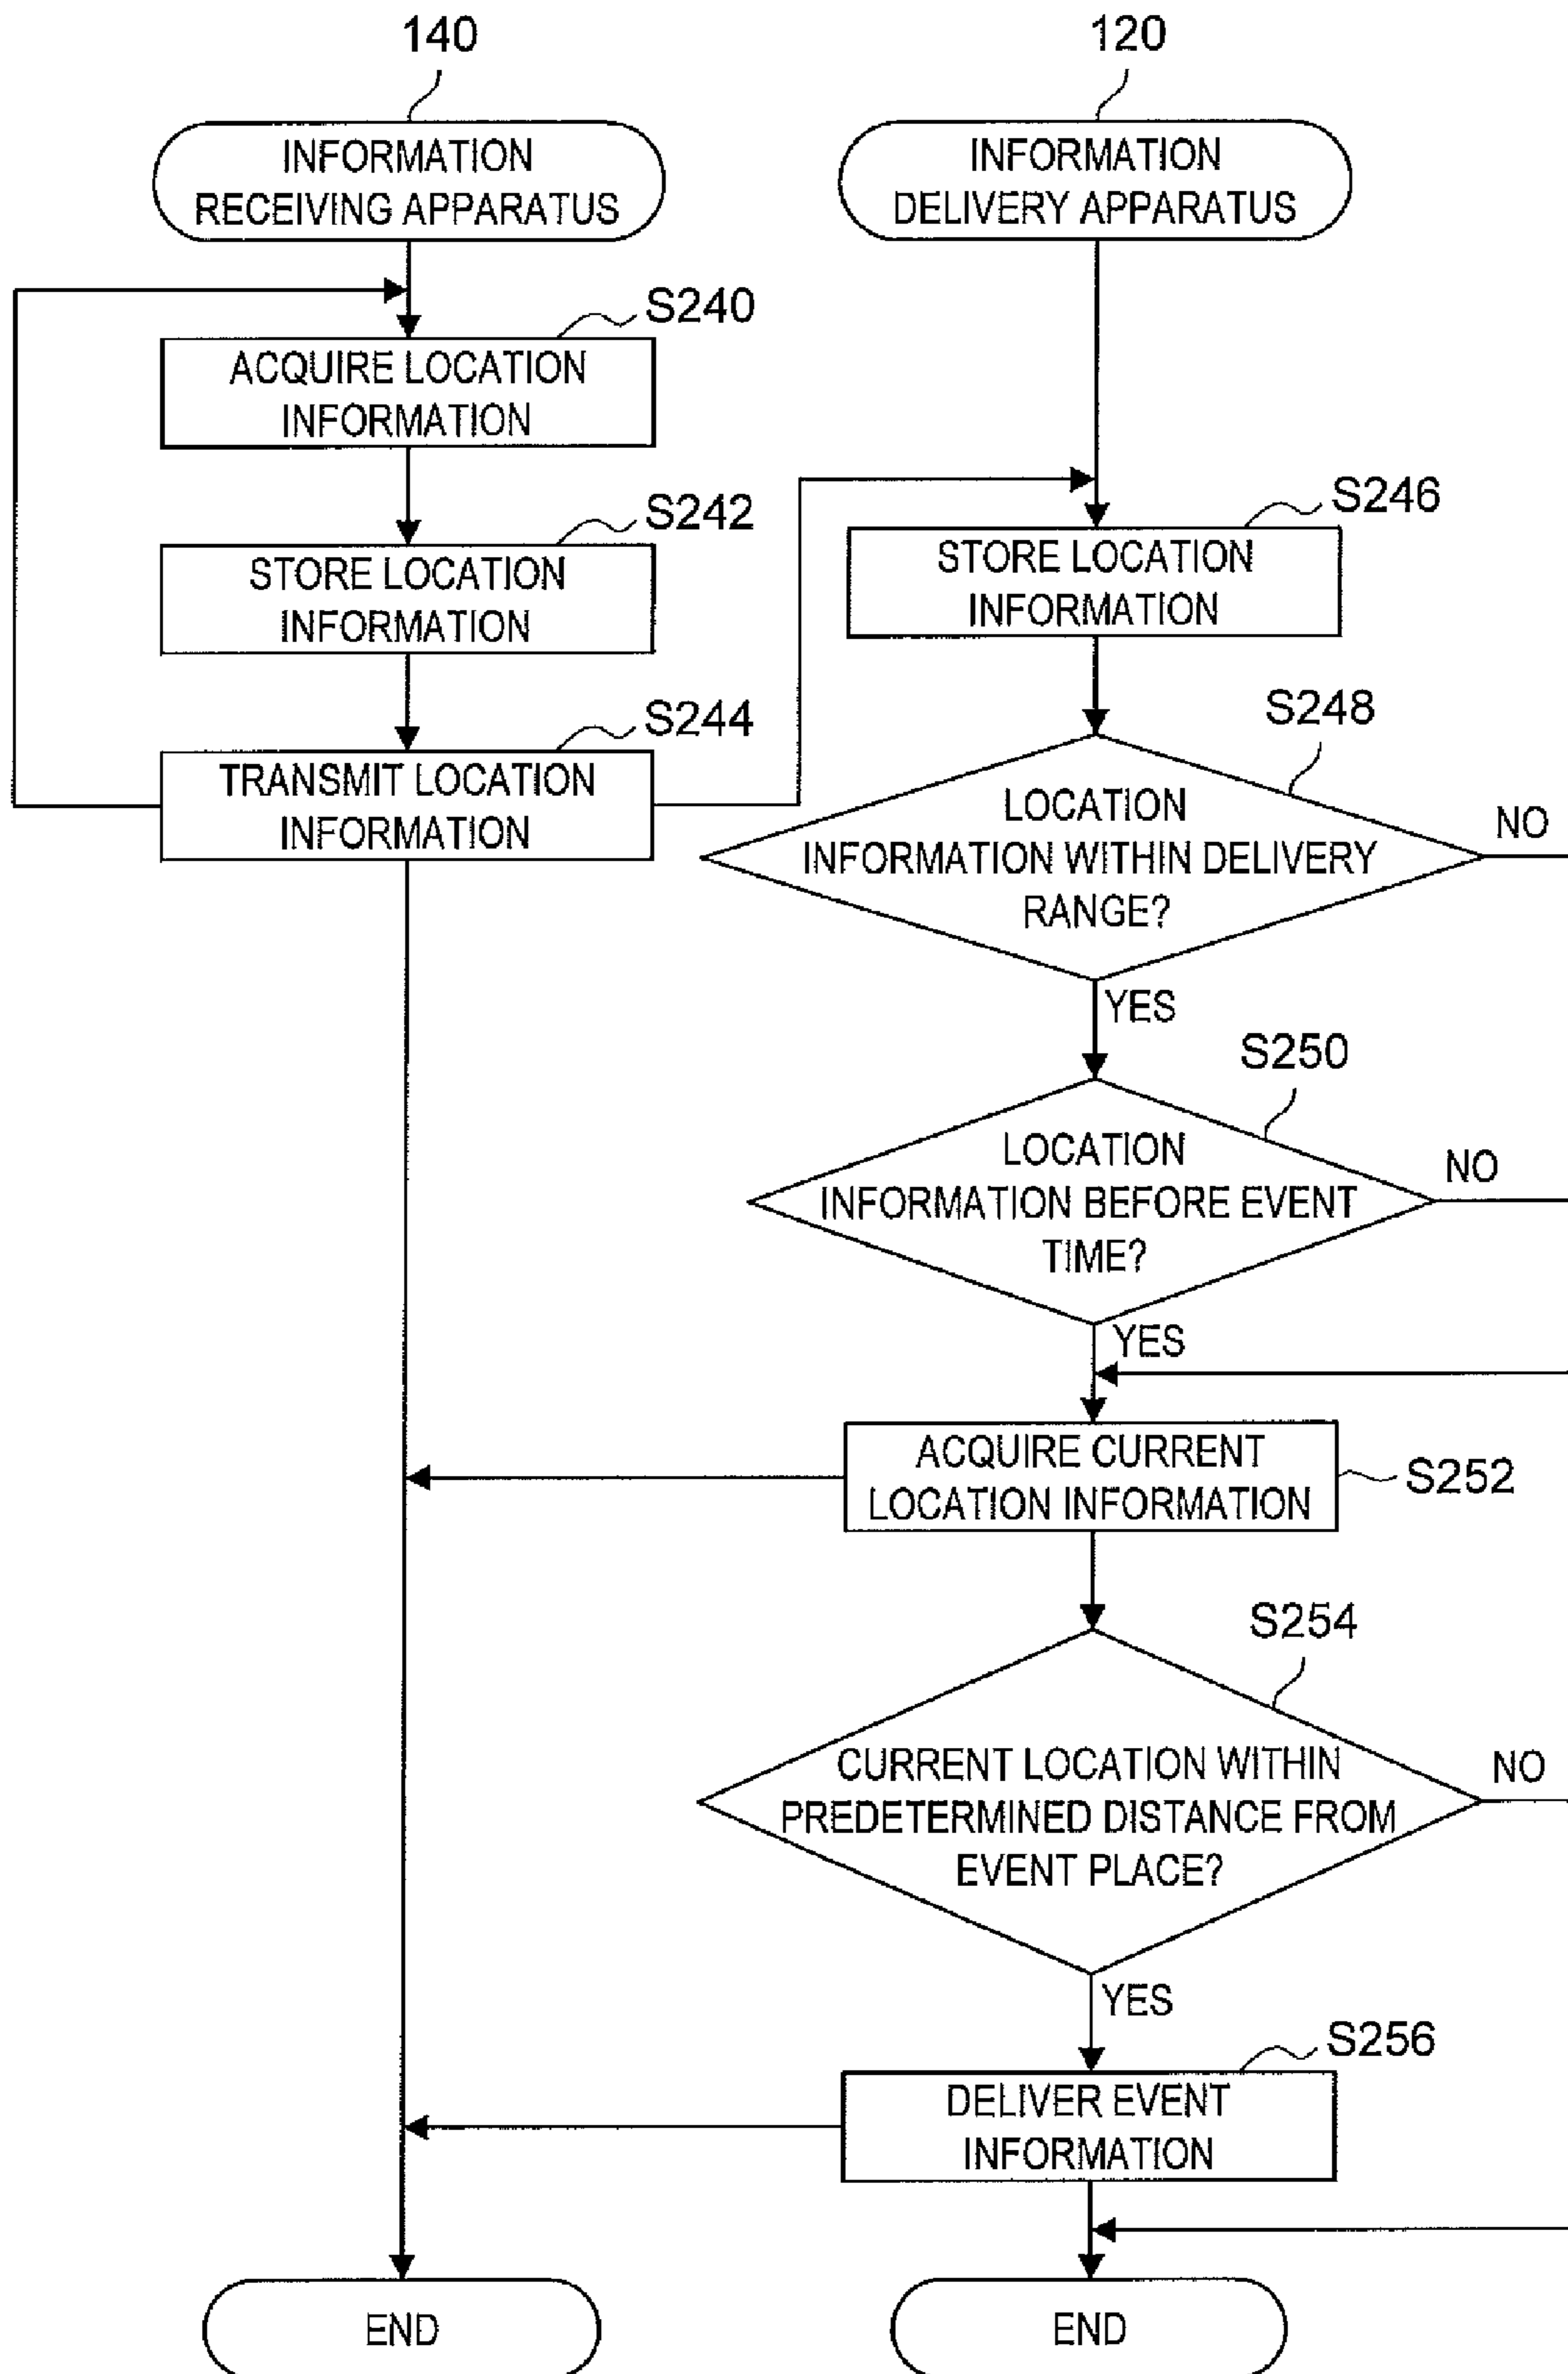 140
INFORMATION
RECEIVING APPARATUS
120
INFORMATION
DELIVERY APPARATUS
S240
ACQUIRE LOCATION
INFORMATION
S242
STORE LOCATION
INFORMATION
S244
TRANSMIT LOCATION
INFORMATION
S246
STORE LOCATION
INFORMATION
S248
LOCATION
INFORMATION WITHIN DELIVERY
RANGE?
NO
YES
S250
LOCATION
INFORMATION BEFORE EVENT
TIME?
NO
YES
ACQUIRE CURRENT
LOCATION INFORMATION
S252
S254
CURRENT LOCATION WITHIN
PREDETERMINED DISTANCE FROM
EVENT PLACE?
NO
YES
S256
DELIVER EVENT
INFORMATION
END
END